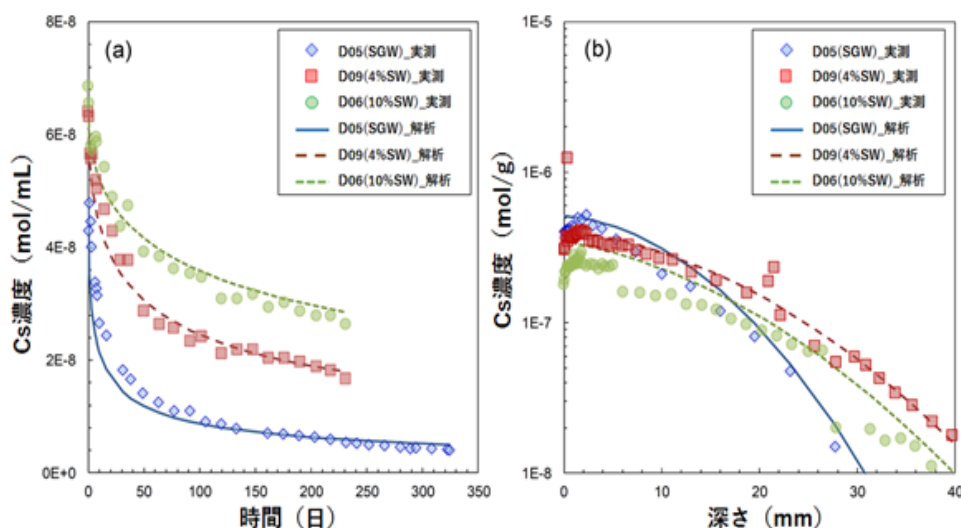 (a)
8E-8
6E-8
4E-8
2E-8
0E+0
Cs濃度（mol/mL）
0 50 100 150 200 250 300 350
時間（日）
D05(SGW)_実測
D09(4%SW)_実測
D06(10%SW)_実測
D05(SGW)_解析
D09(4%SW)_解析
D06(10%SW)_解析
(b)
1E-5
1E-6
1E-7
1E-8
Cs濃度（mol/g）
0 10 20 30 40
深さ（mm）
D05(SGW)_実測
D09(4%SW)_実測
D06(10%SW)_実測
D05(SGW)_解析
D09(4%SW)_解析
D06(10%SW)_解析